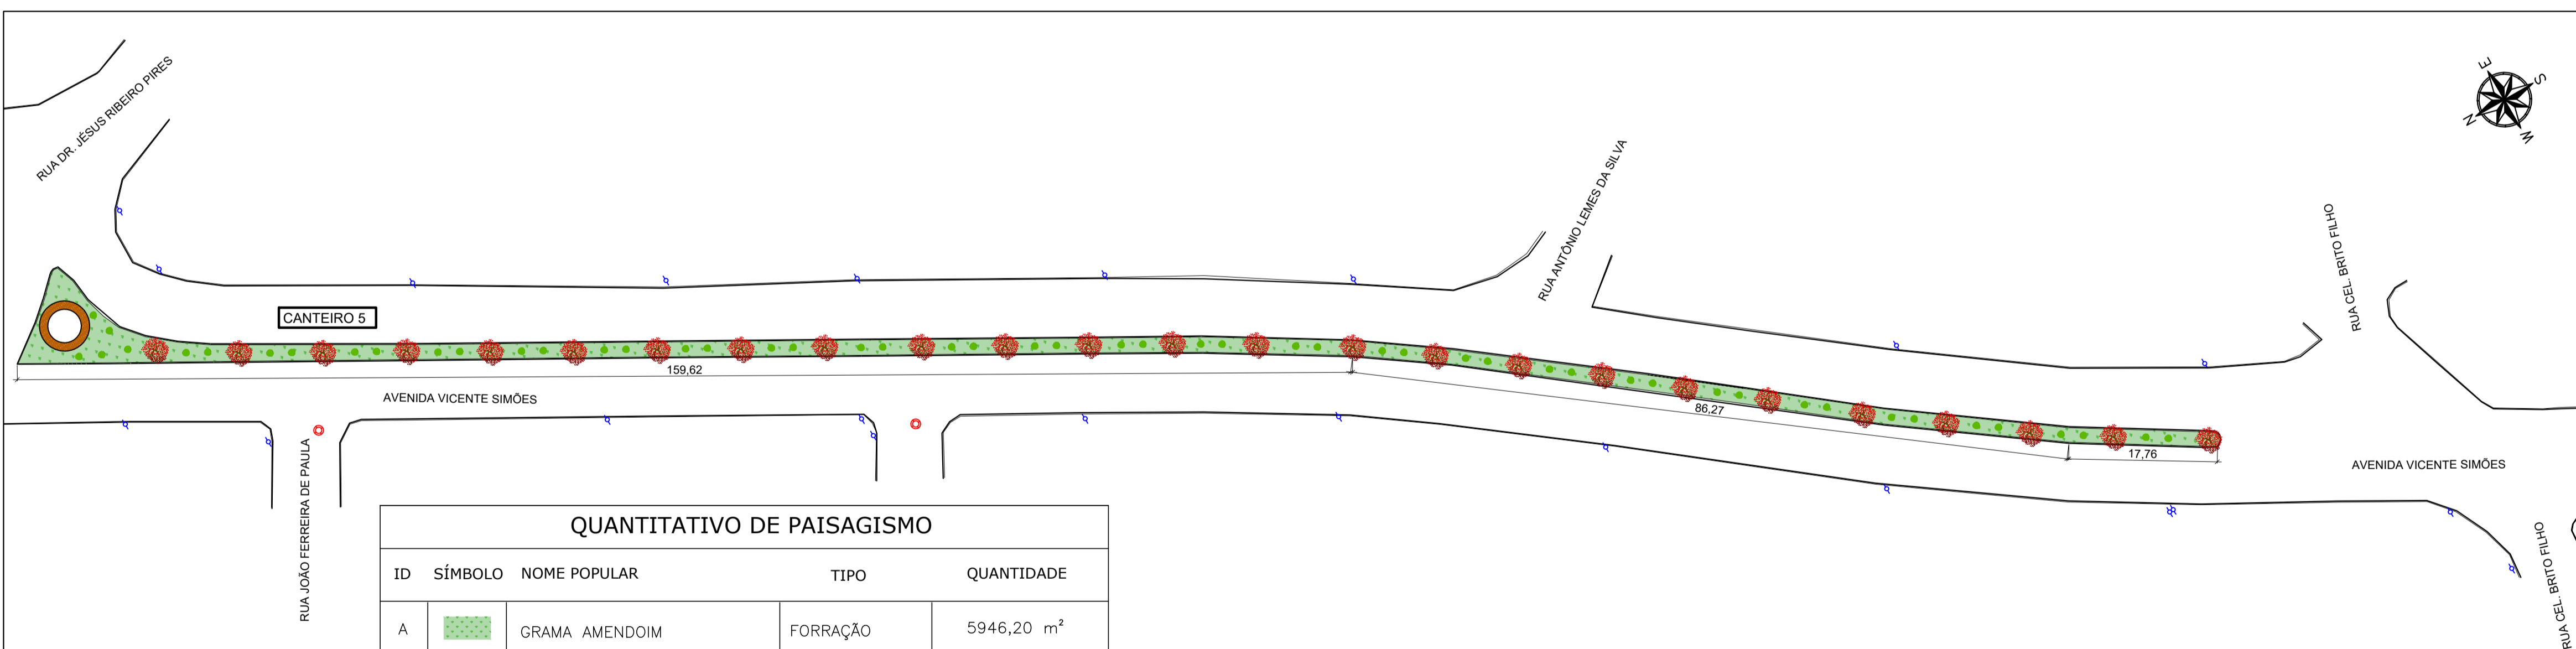 RUA DR. JÉSUS RIBEIRO PIRES
E
S
N
W
RUA ANTÔNIO LEMES DA SILVA
RUA CEL. BRITO FILHO
CANTEIRO 5
159,62
AVENIDA VICENTE SIMÕES
86,27
17,76
AVENIDA VICENTE SIMÕES
RUA JOÃO FERREIRA DE PAULA
RUA CEL. BRITO FILHO
QUANTITATIVO DE PAISAGISMO
ID SÍMBOLO NOME POPULAR TIPO QUANTIDADE
A GRAMA AMENDOIM FORRAÇÃO 5946,20 m²